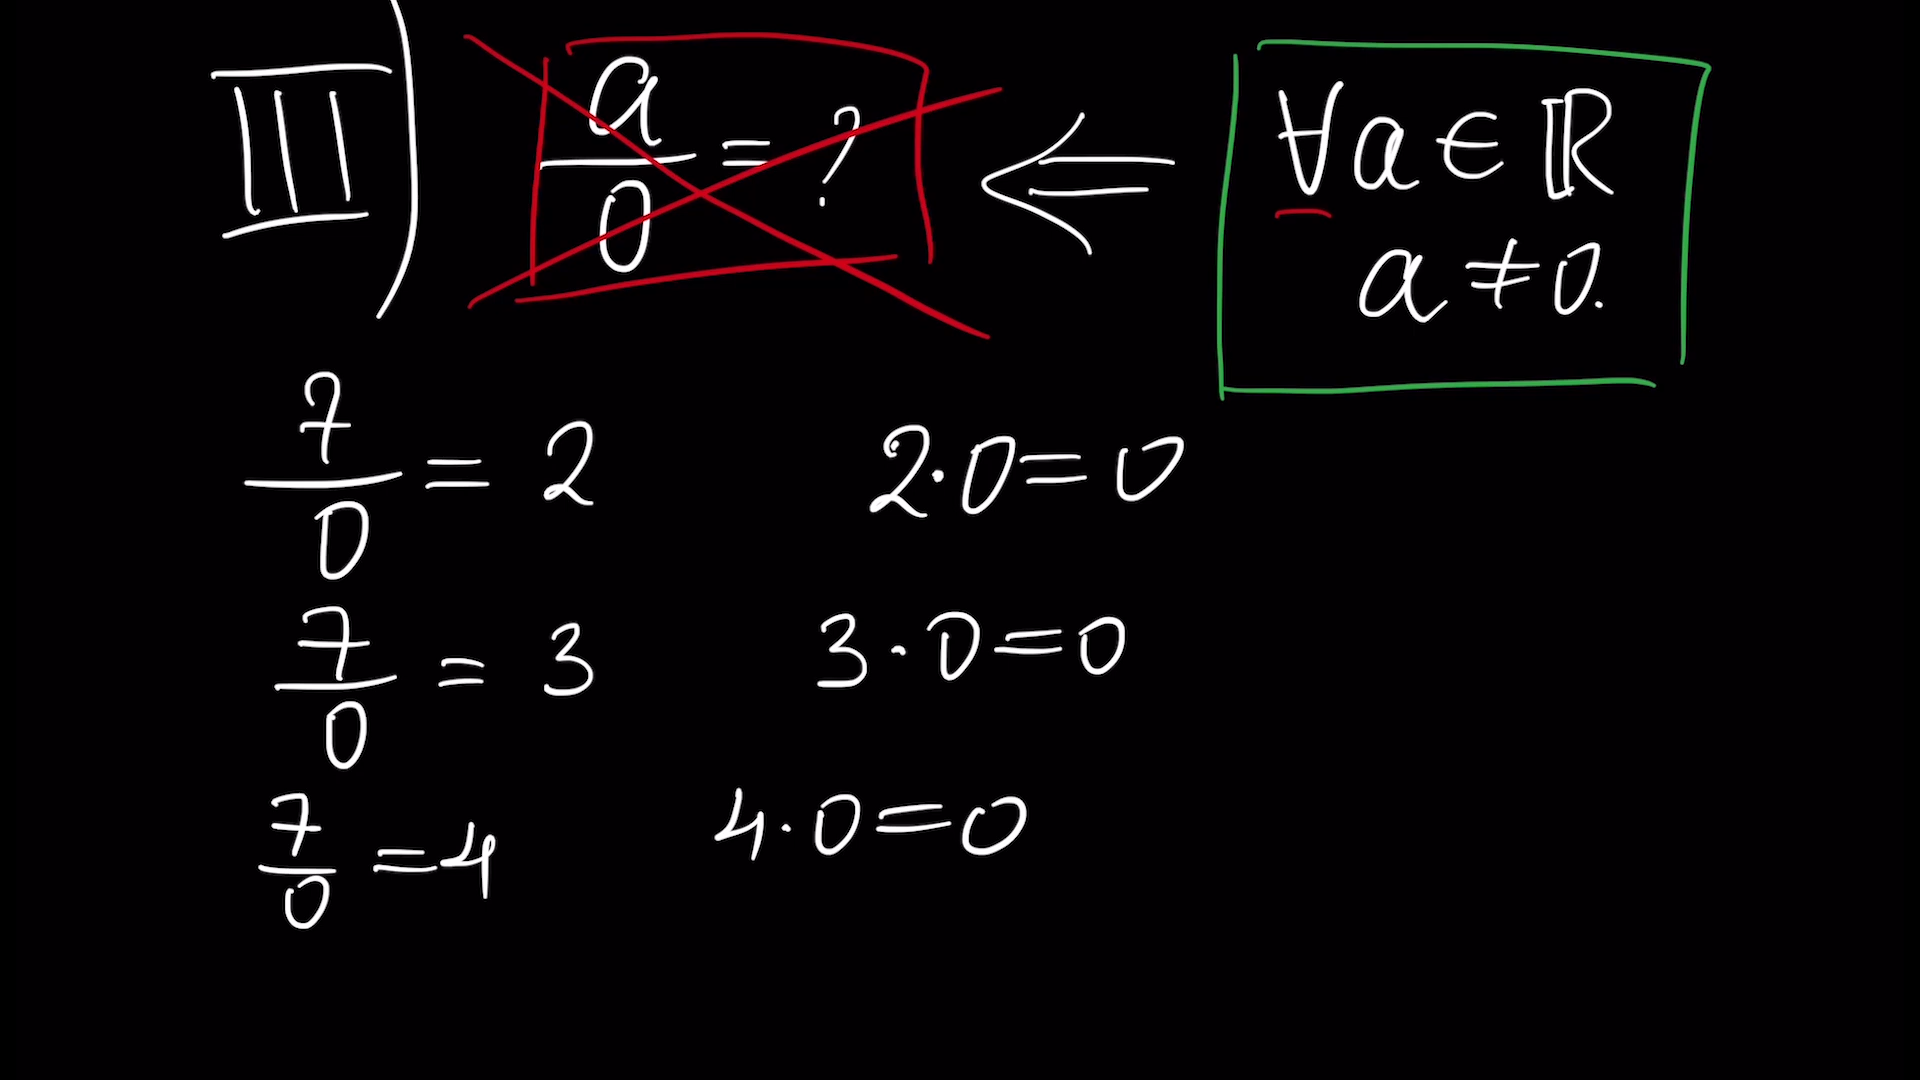 III) a/0 = ? ⇐ ∀a ∈ ℝ
a ≠ 0.
7/0 = 2 2·0=0
7/0 = 3 3·0=0
7/0 =4 4·0=0